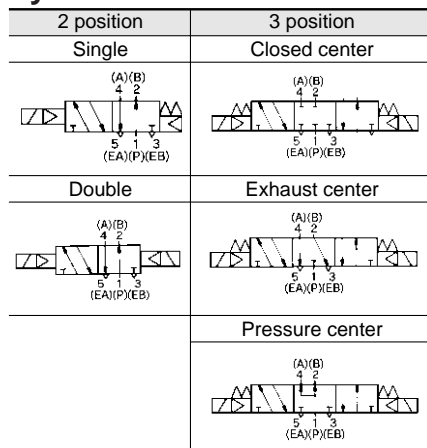 2 position
3 position
Single
Closed center
(A)(B)
4 2
5 1 3
(EA)(P)(EB)
(A)(B)
4 2
5 1 3
(EA)(P)(EB)
Double
Exhaust center
(A)(B)
4 2
5 1 3
(EA)(P)(EB)
(A)(B)
4 2
5 1 3
(EA)(P)(EB)
Pressure center
(A)(B)
4 2
5 1 3
(EA)(P)(EB)